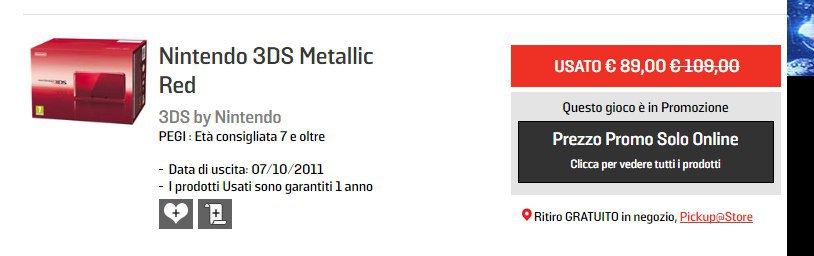 Nintendo 3DS Metallic
Red
3DS by Nintendo
PEGI : Età consigliata 7 e oltre
- Data di uscita: 07/10/2011
- I prodotti Usati sono garantiti 1 anno
USATO € 89,00 € 109,00
Questo gioco è in Promozione
Prezzo Promo Solo Online
Clicca per vedere tutti i prodotti
Ritiro GRATUITO in negozio, Pickup@Store
NINTENDO 3DS